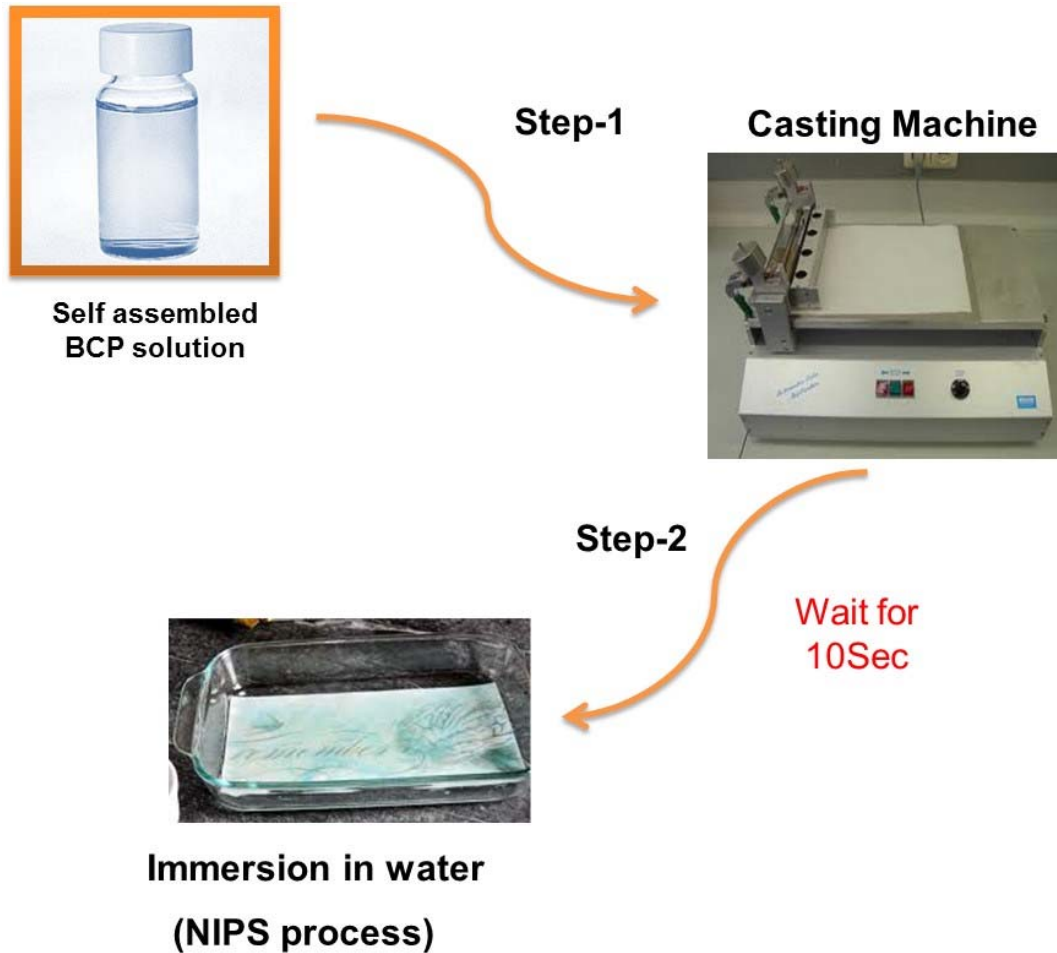 Step-1
Casting Machine
Self assembled
BCP solution
Step-2
Wait for
10Sec
Immersion in water
(NIPS process)